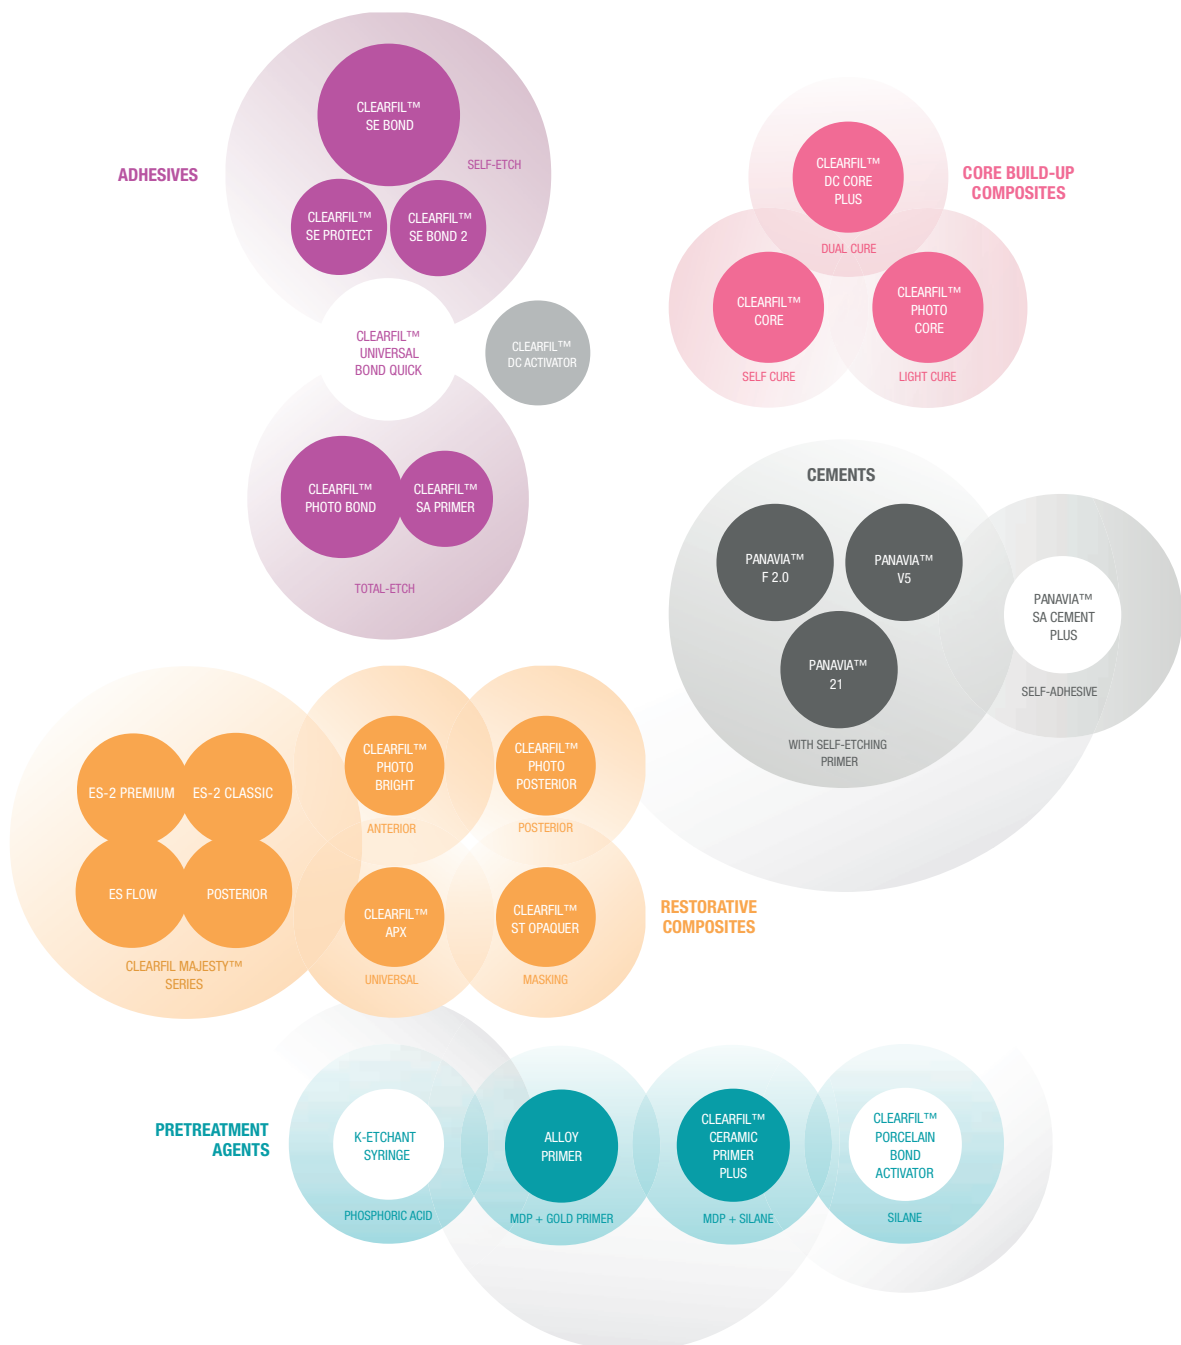 ADHESIVES
CLEARFIL™
SE BOND
SELF-ETCH
CLEARFIL™
SE PROTECT
CLEARFIL™
SE BOND 2
CLEARFIL™
UNIVERSAL
BOND QUICK
CLEARFIL™
DC ACTIVATOR
CLEARFIL™
PHOTO BOND
CLEARFIL™
SA PRIMER
TOTAL-ETCH
CORE BUILD-UP
COMPOSITES
CLEARFIL™
DC CORE
PLUS
DUAL CURE
CLEARFIL™
CORE
SELF CURE
CLEARFIL™
PHOTO
CORE
LIGHT CURE
CEMENTS
PANAVIA™
F 2.0
PANAVIA™
V5
PANAVIA™
21
WITH SELF-ETCHING
PRIMER
PANAVIA™
SA CEMENT
PLUS
SELF-ADHESIVE
ES-2 PREMIUM
ES-2 CLASSIC
ES FLOW
POSTERIOR
CLEARFIL MAJESTY™
SERIES
CLEARFIL™
PHOTO
BRIGHT
ANTERIOR
CLEARFIL™
PHOTO
POSTERIOR
POSTERIOR
CLEARFIL™
APX
UNIVERSAL
CLEARFIL™
ST OPAQUER
MASKING
RESTORATIVE
COMPOSITES
PRETREATMENT
AGENTS
K-ETCHANT
SYRINGE
PHOSPHORIC ACID
ALLOY
PRIMER
MDP + GOLD PRIMER
CLEARFIL™
CERAMIC
PRIMER
PLUS
MDP + SILANE
CLEARFIL™
PORCELAIN
BOND
ACTIVATOR
SILANE